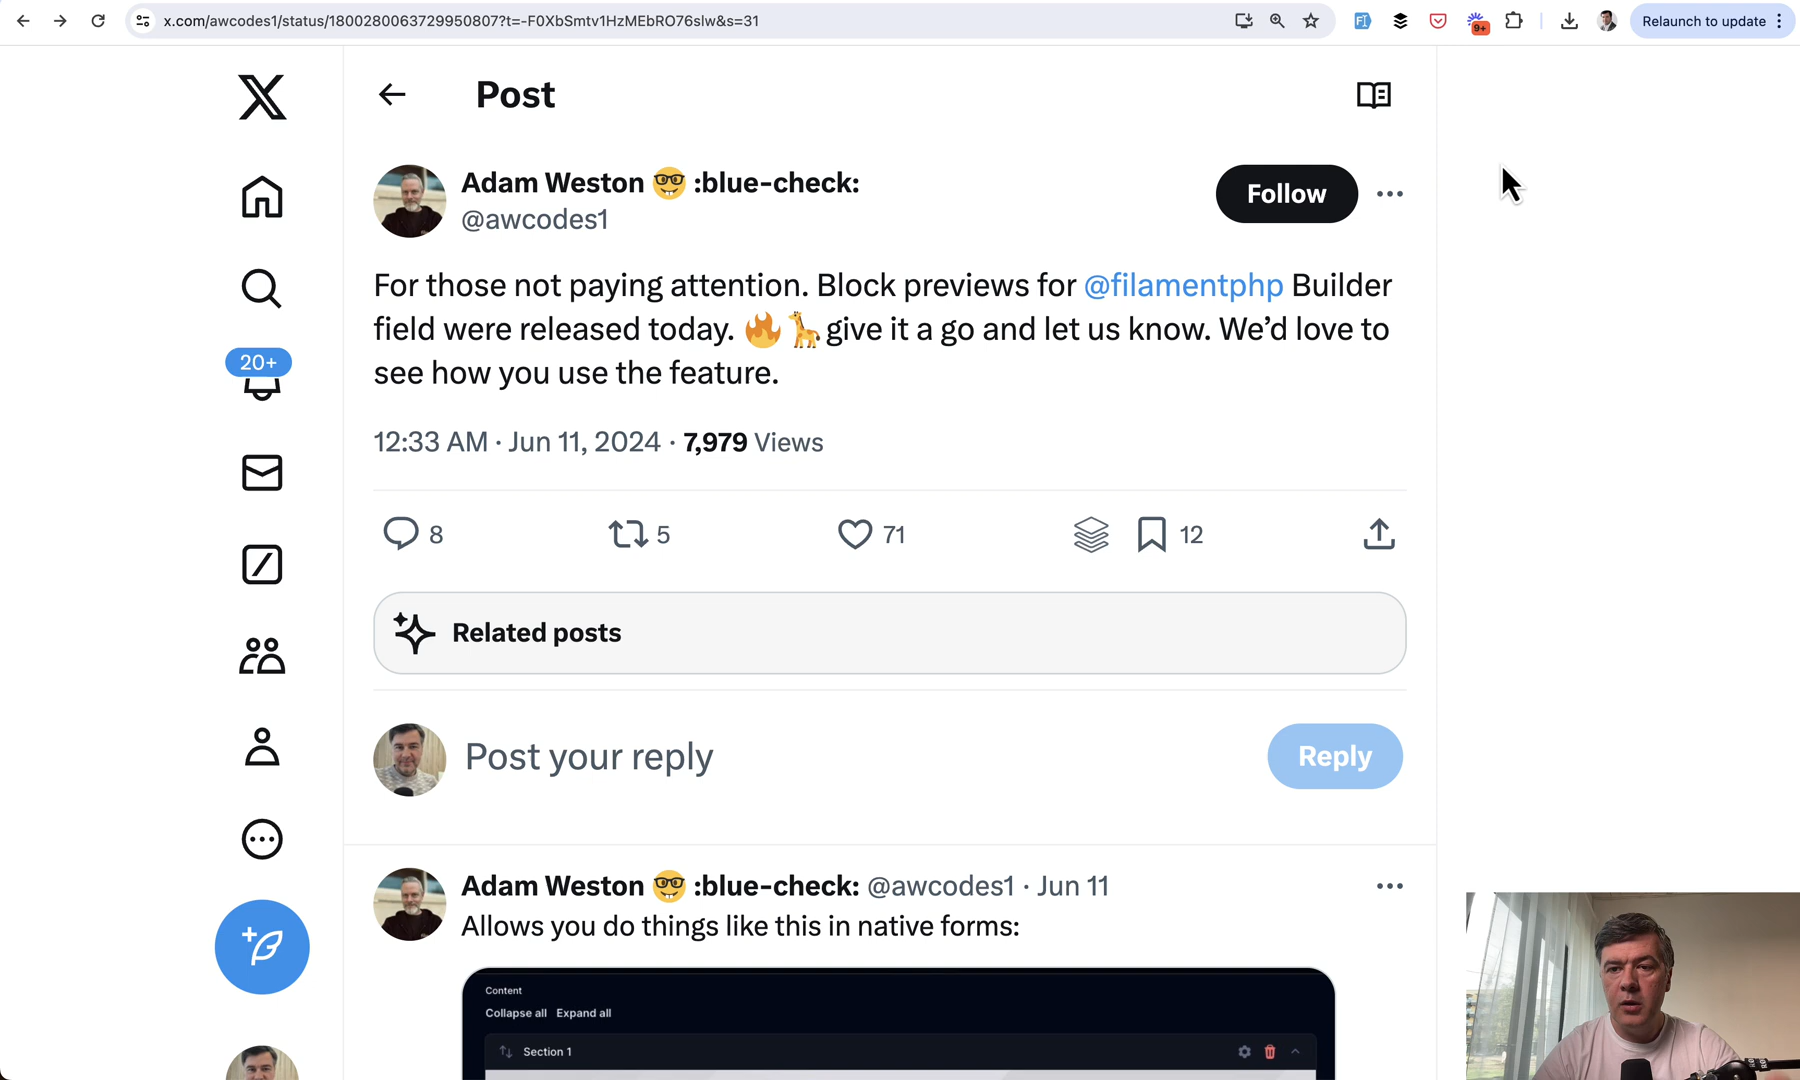 x.com/awcodes1/status/1800280063729950807?t=-F0XbSmtv1HzMEbRO76slw&s=31
9+
Relaunch to update
Post
Adam Weston 🤓 :blue-check:
@awcodes1
Follow
For those not paying attention. Block previews for @filamentphp Builder
field were released today. 🔥🦒give it a go and let us know. We’d love to
see how you use the feature.
20+
12:33 AM · Jun 11, 2024 · 7,979 Views
8
5
71
12
Related posts
Post your reply
Reply
Adam Weston 🤓 :blue-check: @awcodes1 · Jun 11
Allows you do things like this in native forms:
Content
Collapse all Expand all
Section 1